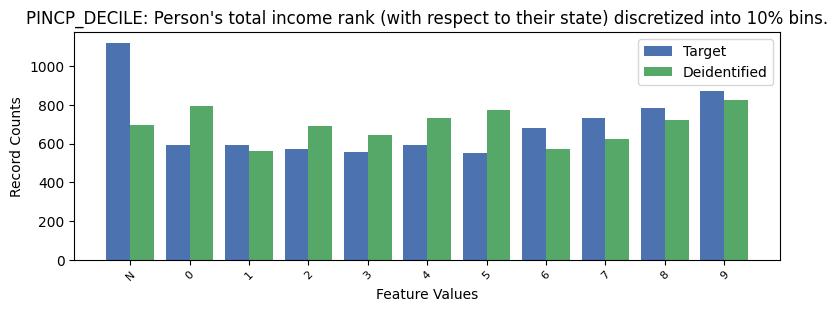 PINCP_DECILE: Person's total income rank (with respect to their state) discretized into 10% bins.
Target
Deidentified
Record Counts
1000
800
600
400
200
0
N 0 1 2 3 4 5 6 7 8 9
Feature Values